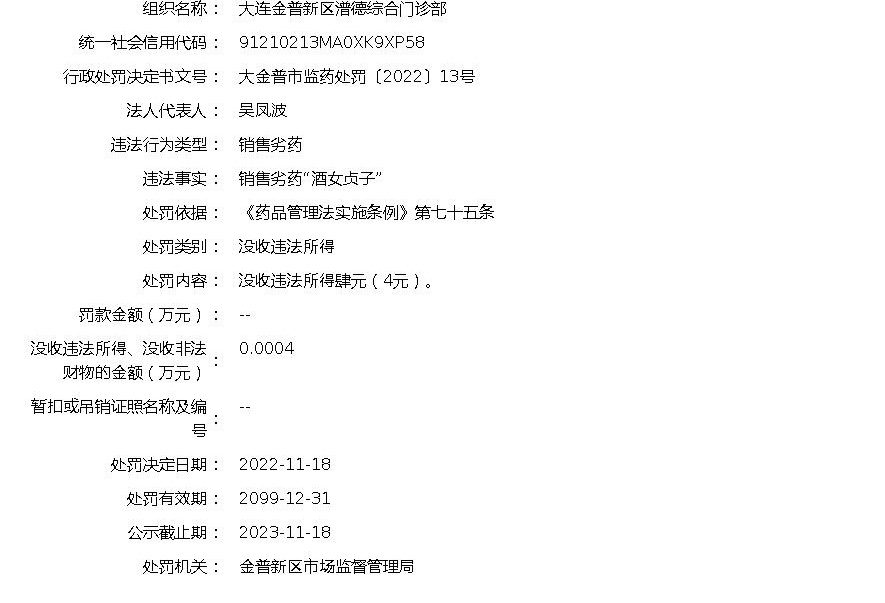 组织名称： 大连金普新区潽德综合门诊部
统一社会信用代码： 91210213MA0XK9XP58
行政处罚决定书文号： 大金普市监药处罚〔2022〕13号
法人代表人： 吴凤波
违法行为类型： 销售劣药
违法事实： 销售劣药“酒女贞子”
处罚依据： 《药品管理法实施条例》第七十五条
处罚类别： 没收违法所得
处罚内容： 没收违法所得肆元（4元）。
罚款金额（万元）： --
没收违法所得、没收非法
财物的金额（万元）： 0.0004
暂扣或吊销证照名称及编
号： --
处罚决定日期： 2022-11-18
处罚有效期： 2099-12-31
公示截止期： 2023-11-18
处罚机关： 金普新区市场监督管理局